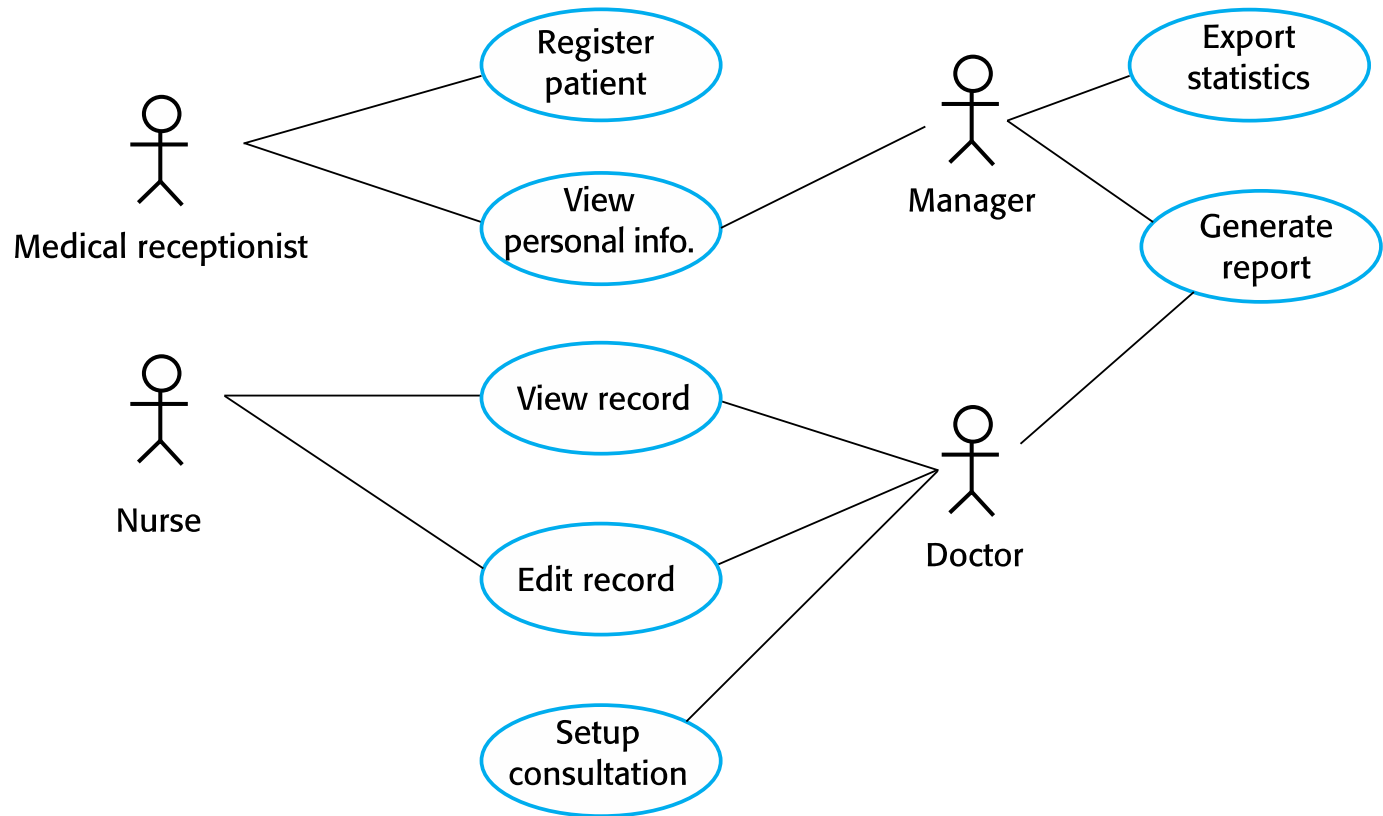 Register
patient
Export
statistics
Medical receptionist
View
personal info.
Manager
Generate
report
Nurse
View record
Edit record
Doctor
Setup
consultation